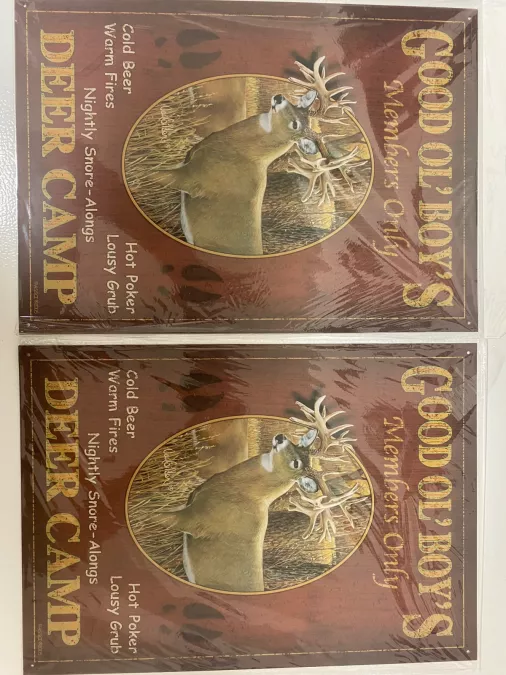 GOOD OL' BOY'S
Members Only
Cold Beer
Warm Fires
Hot Poker
Lousy Grub
Nightly Snore-Alongs
DEER CAMP
GOOD OL' BOY'S
Members Only
Cold Beer
Warm Fires
Hot Poker
Lousy Grub
Nightly Snore-Alongs
DEER CAMP